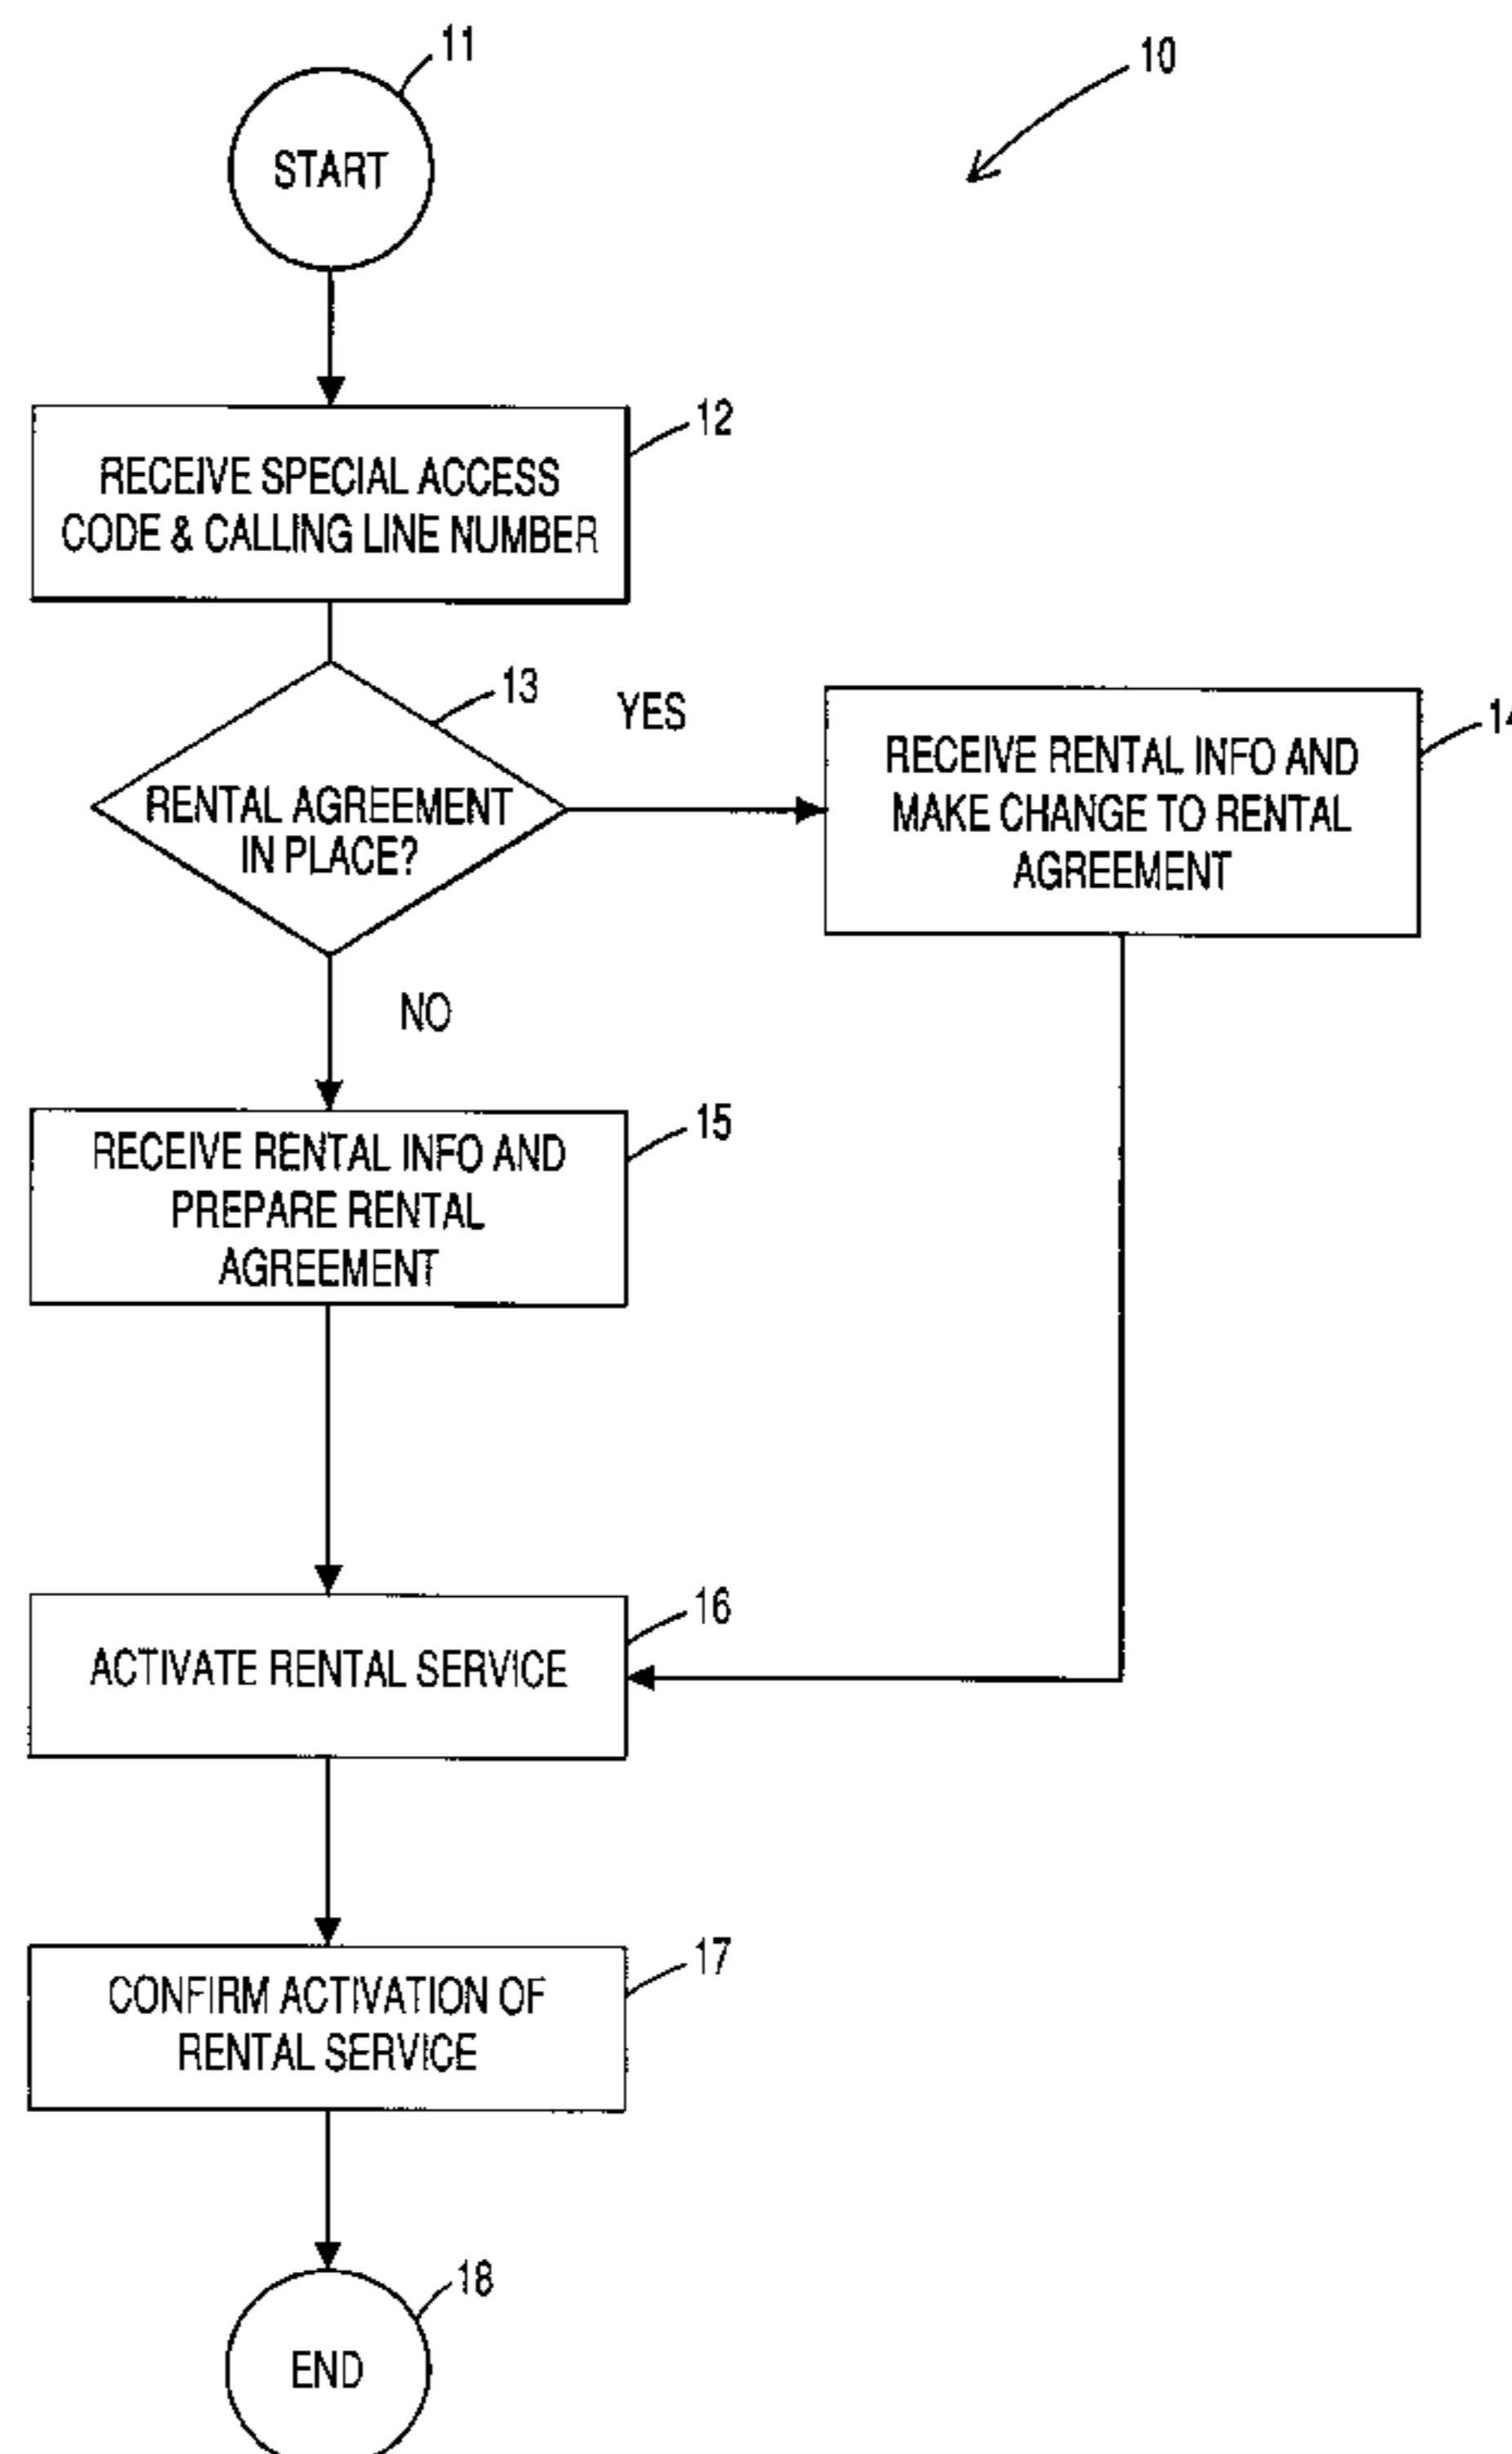 11
10
START
12
RECEIVE SPECIAL ACCESS
CODE & CALLING LINE NUMBER
13
YES
RENTAL AGREEMENT
IN PLACE?
14
RECEIVE RENTAL INFO AND
MAKE CHANGE TO RENTAL
AGREEMENT
NO
15
RECEIVE RENTAL INFO AND
PREPARE RENTAL
AGREEMENT
16
ACTIVATE RENTAL SERVICE
17
CONFIRM ACTIVATION OF
RENTAL SERVICE
18
END